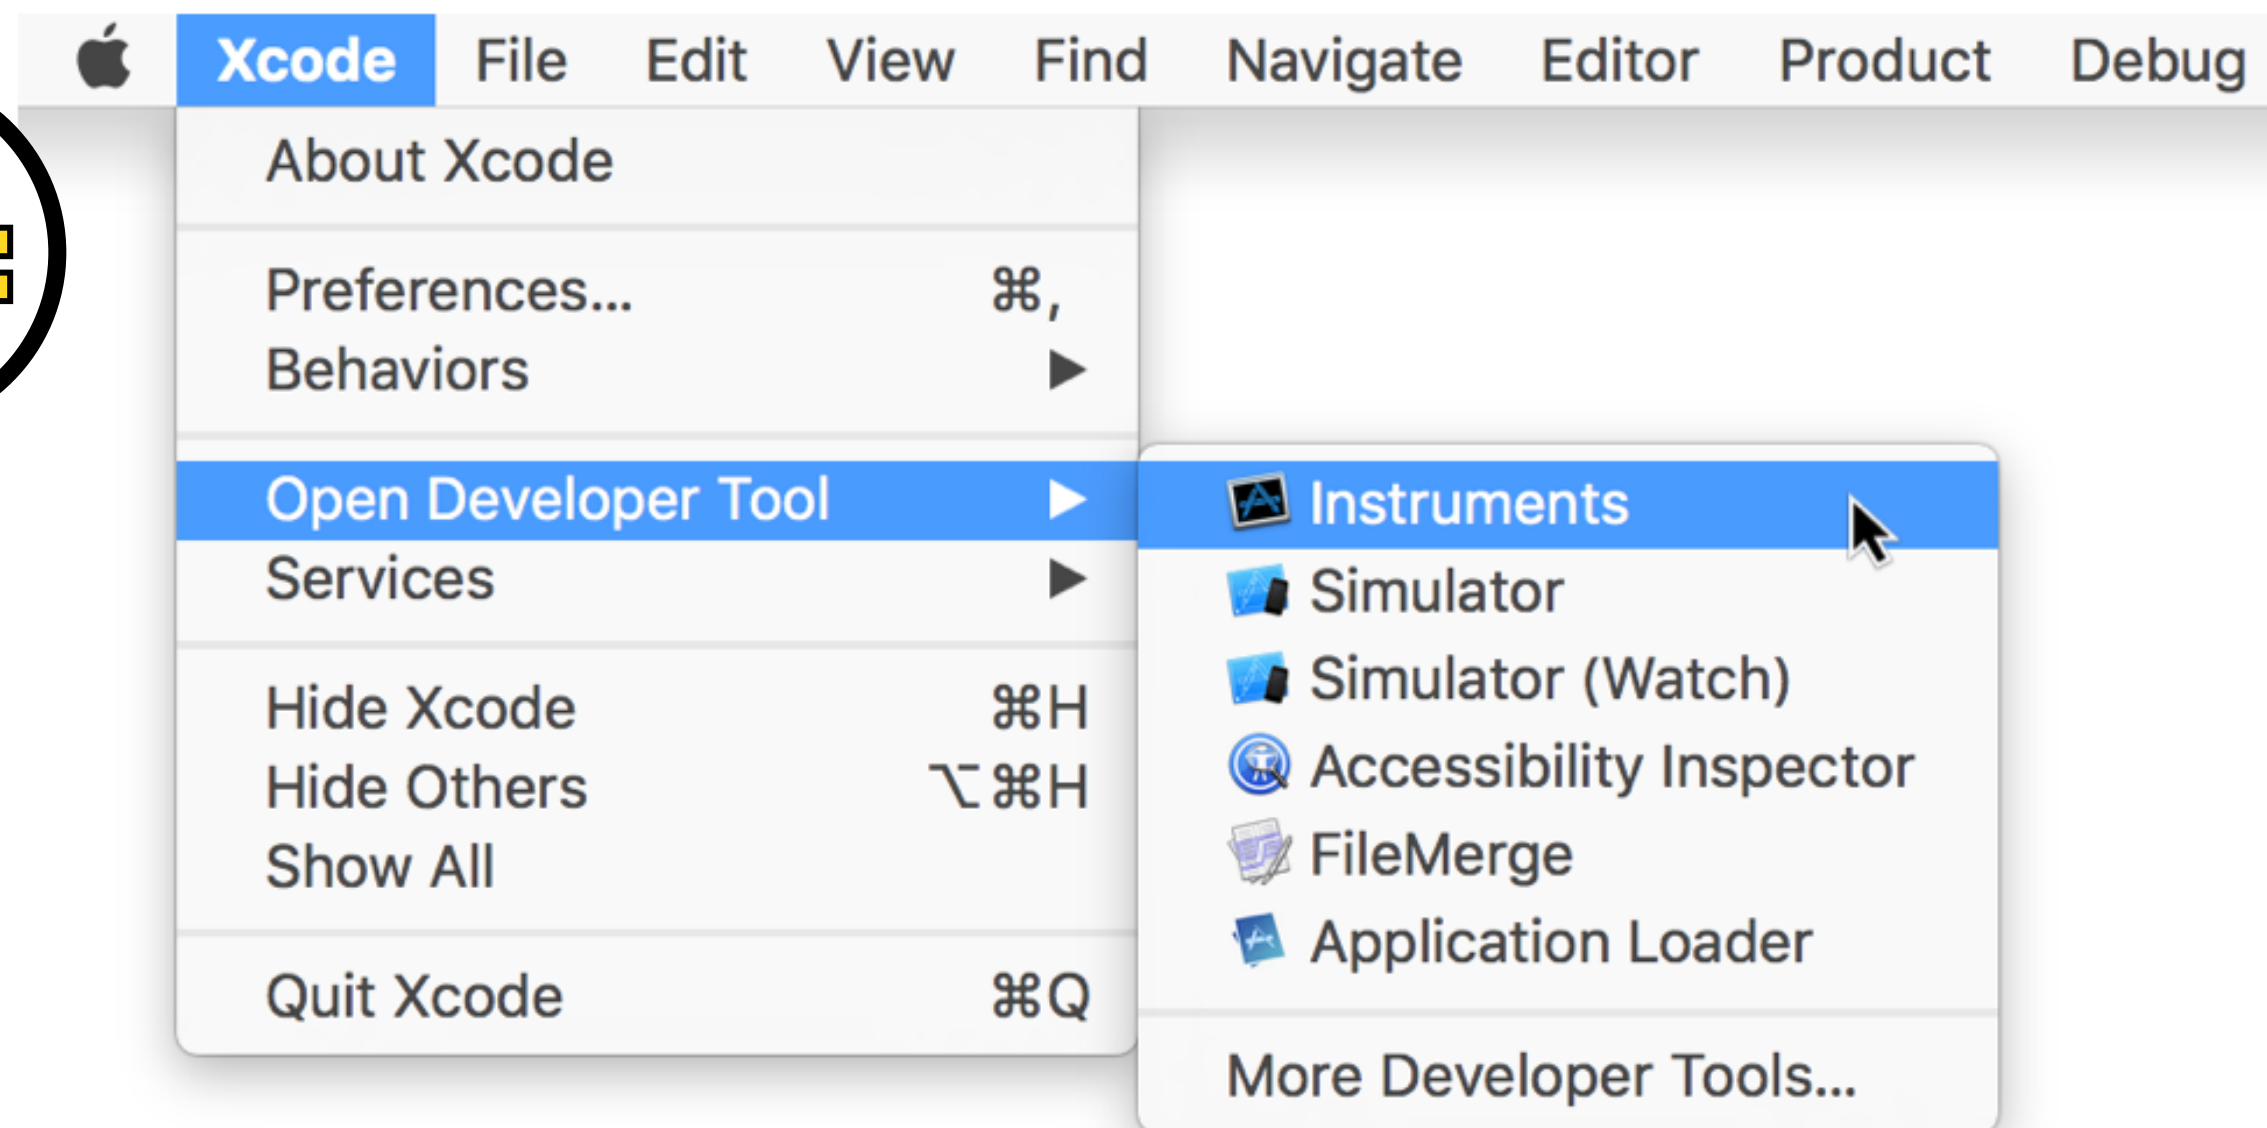 Xcode File Edit View Find Navigate Editor Product Debug
About Xcode
Preferences... ⌘,
Behaviors ▶
Open Developer Tool ▶
Services ▶
Hide Xcode ⌘H
Hide Others ⌥⌘H
Show All
Quit Xcode ⌘Q
Instruments
Simulator
Simulator (Watch)
Accessibility Inspector
FileMerge
Application Loader
More Developer Tools...